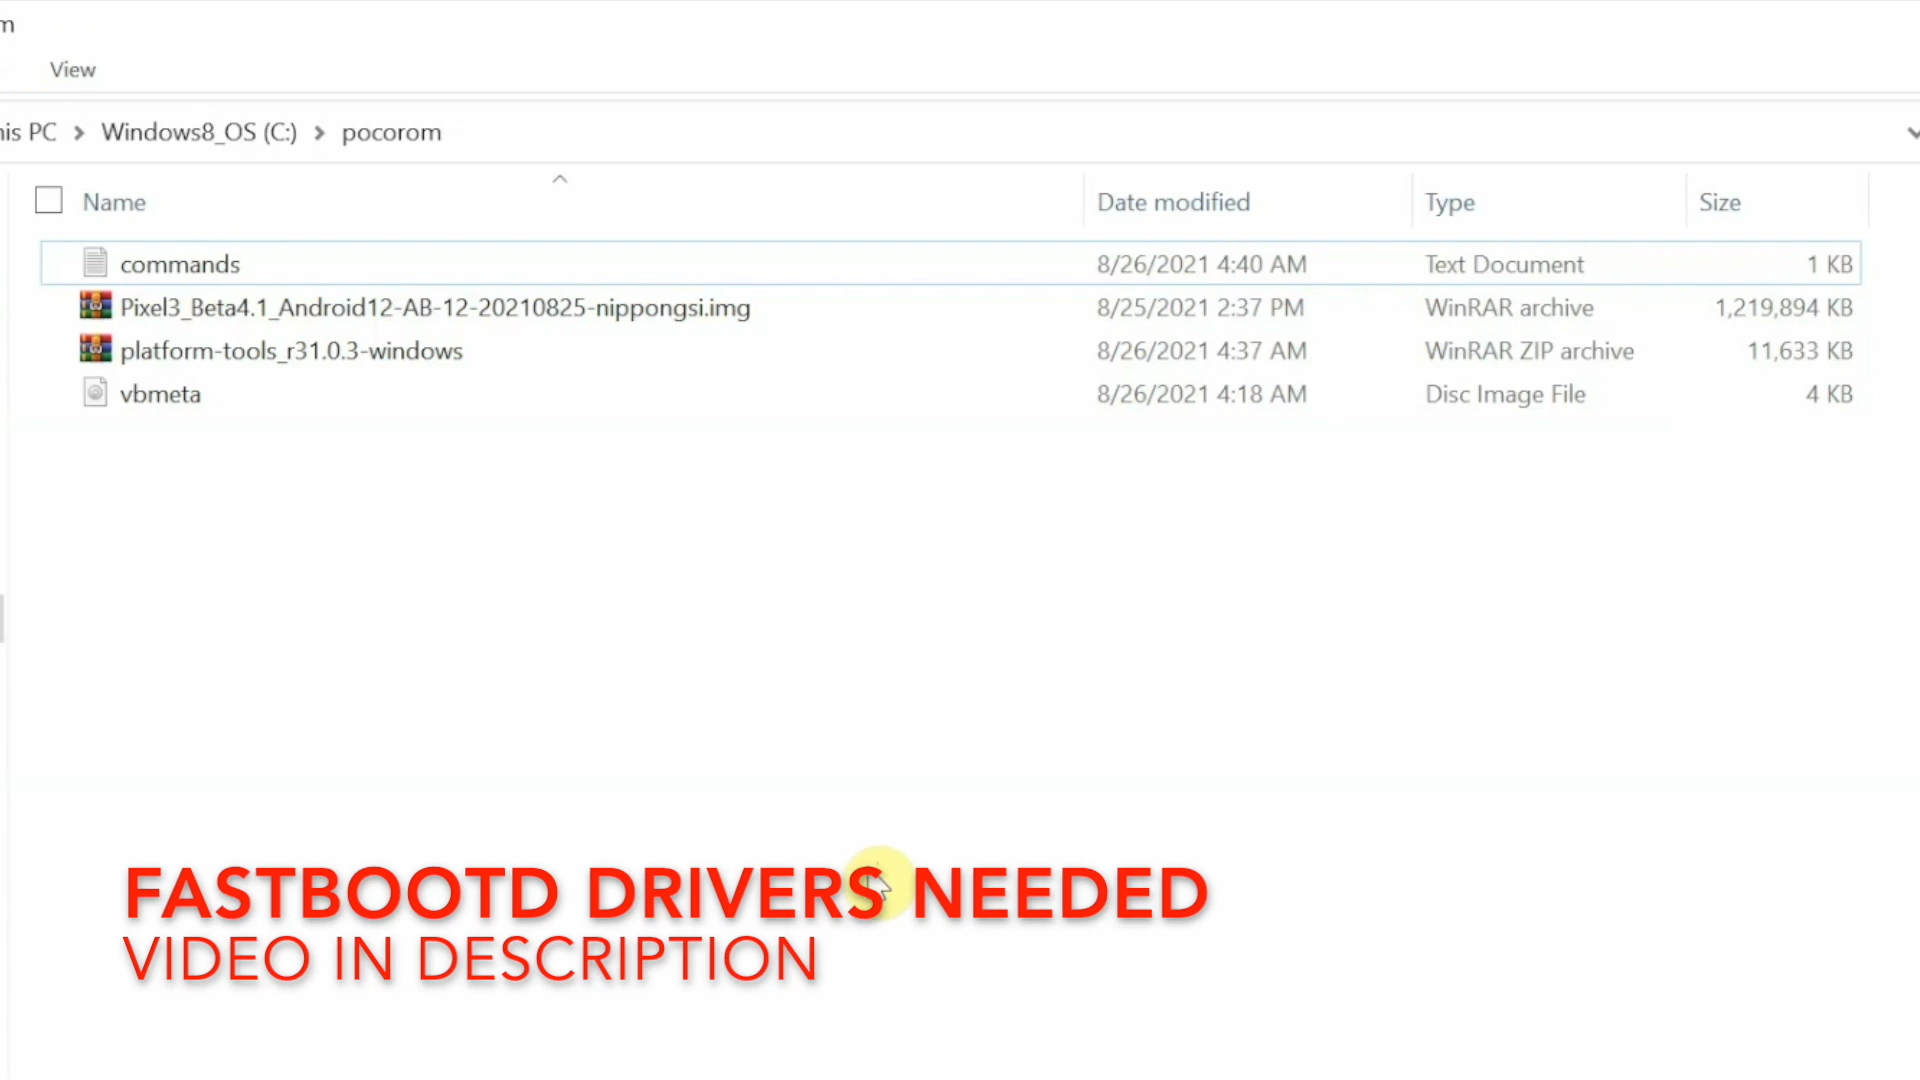 m
View
his PC > Windows8_OS (C:) > pocorom
Name Date modified Type Size
commands 8/26/2021 4:40 AM Text Document 1 KB
Pixel3_Beta4.1_Android12-AB-12-20210825-nippongsi.img 8/25/2021 2:37 PM WinRAR archive 1,219,894 KB
platform-tools_r31.0.3-windows 8/26/2021 4:37 AM WinRAR ZIP archive 11,633 KB
vbmeta 8/26/2021 4:18 AM Disc Image File 4 KB
FASTBOOTD DRIVERS NEEDED
VIDEO IN DESCRIPTION